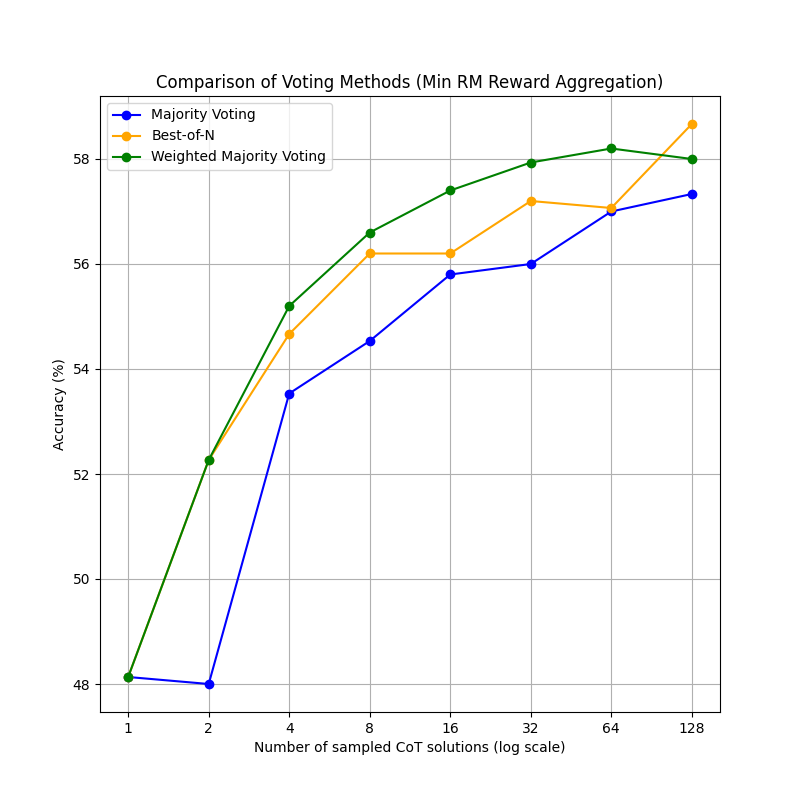 Comparison of Voting Methods (Min RM Reward Aggregation)
Majority Voting
Best-of-N
Weighted Majority Voting
58
56
54
52
50
48
Accuracy (%)
1 2 4 8 16 32 64 128
Number of sampled CoT solutions (log scale)